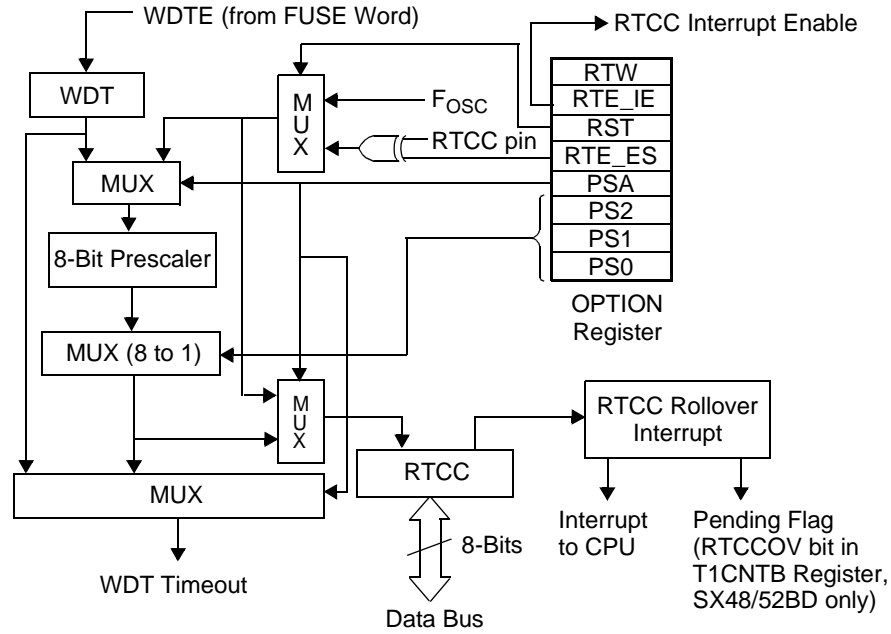 WDTE (from FUSE Word)
RTCC Interrupt Enable
WDT
MUX
FOSC
RTCC pin
RTW
RTE_IE
RST
RTE_ES
PSA
PS2
PS1
PS0
OPTION
Register
MUX
8-Bit Prescaler
MUX (8 to 1)
MUX
RTCC
RTCC Rollover
Interrupt
MUX
8-Bits
Interrupt
to CPU
Pending Flag
(RTCCOV bit in
T1CNTB Register,
SX48/52BD only)
WDT Timeout
Data Bus